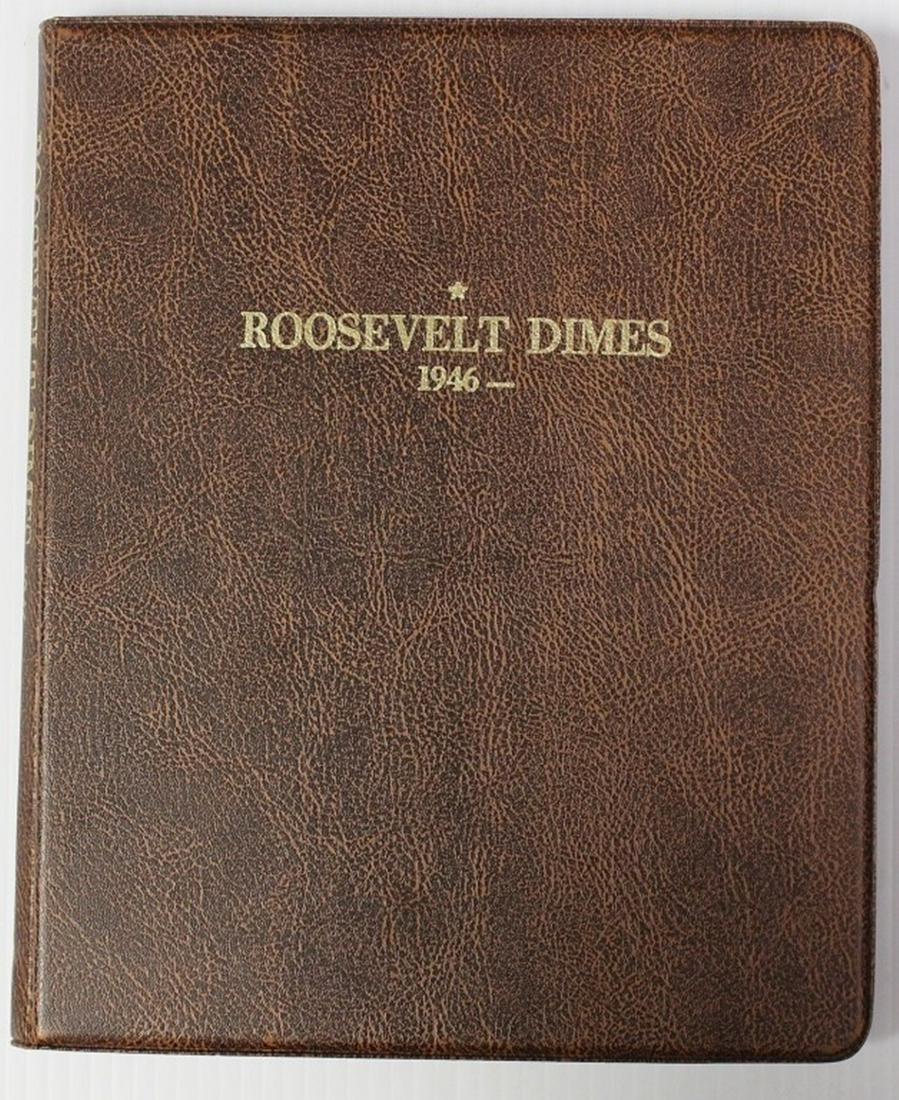 ROOSEVELT DIMES
1946 —